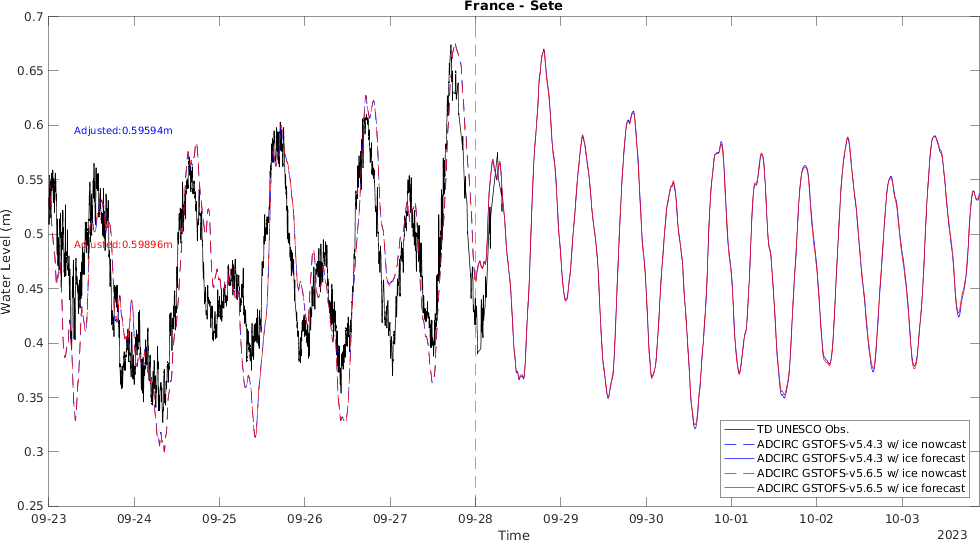 France - Sete
0.7
0.65
0.6
0.55
0.5
0.45
0.4
0.35
0.3
0.25
Water Level (m)
Adjusted:0.59594m
Adjusted:0.59896m
TD UNESCO Obs.
ADCIRC GSTOFS-v5.4.3 w/ ice nowcast
ADCIRC GSTOFS-v5.4.3 w/ ice forecast
ADCIRC GSTOFS-v5.6.5 w/ ice nowcast
ADCIRC GSTOFS-v5.6.5 w/ ice forecast
09-23 09-24 09-25 09-26 09-27 09-28 09-29 09-30 10-01 10-02 10-03
Time
2023